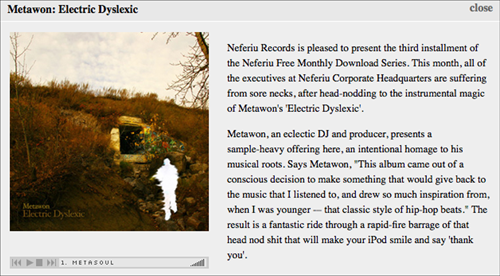 Metawon: Electric Dyslexic
close
Neferiu Records is pleased to present the third installment of
the Neferiu Free Monthly Download Series. This month, all of
the executives at Neferiu Corporate Headquarters are suffering
from sore necks, after head-nodding to the instrumental magic
of Metawon's 'Electric Dyslexic'.
Metawon, an eclectic DJ and producer, presents a
sample-heavy offering here, an intentional homage to his
musical roots. Says Metawon, "This album came out of a
conscious decision to make something that would give back to
the music that I listened to, and drew so much inspiration from,
when I was younger — that classic style of hip-hop beats." The
result is a fantastic ride through a rapid-fire barrage of that
head nod shit that will make your iPod smile and say 'thank
you'.
Metawon
Electric Dyslexic
1. METASOUL